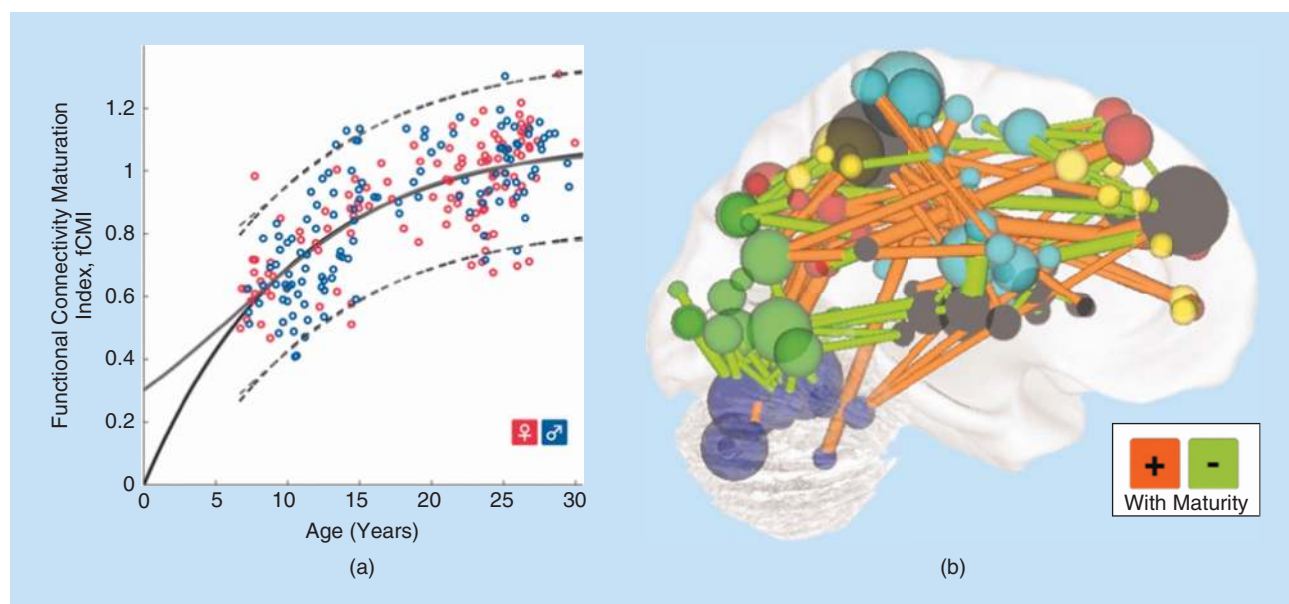 Functional Connectivity Maturation
Index, fCMI
1.2
1
0.8
0.6
0.4
0.2
0
0 5 10 15 20 25 30
♀ ♂
Age (Years)
(a)
+ -
With Maturity
(b)